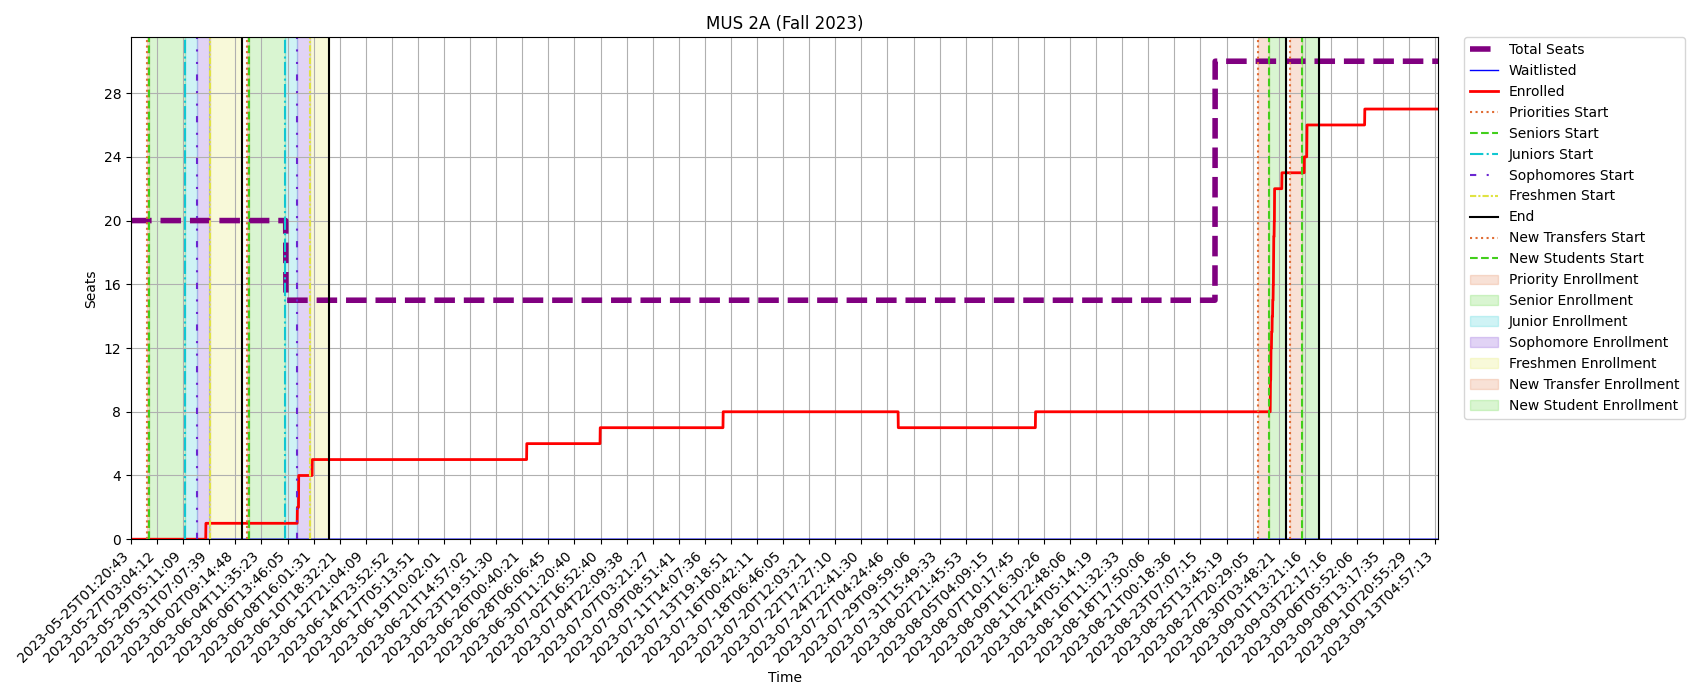 MUS 2A (Fall 2023)
Seats
28
24
20
16
12
8
4
0
2023-05-25T01:20:43
2023-05-27T03:04:12
2023-05-29T05:11:09
2023-05-31T07:07:39
2023-06-02T09:14:48
2023-06-04T11:35:23
2023-06-06T13:46:05
2023-06-08T16:01:31
2023-06-10T18:32:21
2023-06-12T21:04:09
2023-06-14T23:52:52
2023-06-17T05:13:51
2023-06-19T10:02:01
2023-06-21T14:57:02
2023-06-23T19:51:30
2023-06-26T00:40:21
2023-06-28T06:06:45
2023-06-30T11:20:40
2023-07-02T16:52:40
2023-07-04T22:09:38
2023-07-07T03:21:27
2023-07-09T08:51:41
2023-07-11T14:07:36
2023-07-13T19:18:51
2023-07-16T00:42:11
2023-07-18T06:46:05
2023-07-20T12:03:21
2023-07-22T17:27:10
2023-07-24T22:41:30
2023-07-27T04:24:46
2023-07-29T09:59:06
2023-07-31T15:49:33
2023-08-02T21:45:53
2023-08-05T04:09:15
2023-08-07T10:17:45
2023-08-09T16:30:26
2023-08-11T22:48:06
2023-08-14T05:14:19
2023-08-16T11:32:33
2023-08-18T17:50:06
2023-08-21T00:18:36
2023-08-23T07:07:15
2023-08-25T13:45:19
2023-08-27T20:29:05
2023-08-30T03:48:21
2023-09-01T13:21:16
2023-09-03T22:17:16
2023-09-06T05:52:06
2023-09-08T13:17:35
2023-09-10T20:55:29
2023-09-13T04:57:13
Time
Total Seats
Waitlisted
Enrolled
Priorities Start
Seniors Start
Juniors Start
Sophomores Start
Freshmen Start
End
New Transfers Start
New Students Start
Priority Enrollment
Senior Enrollment
Junior Enrollment
Sophomore Enrollment
Freshmen Enrollment
New Transfer Enrollment
New Student Enrollment